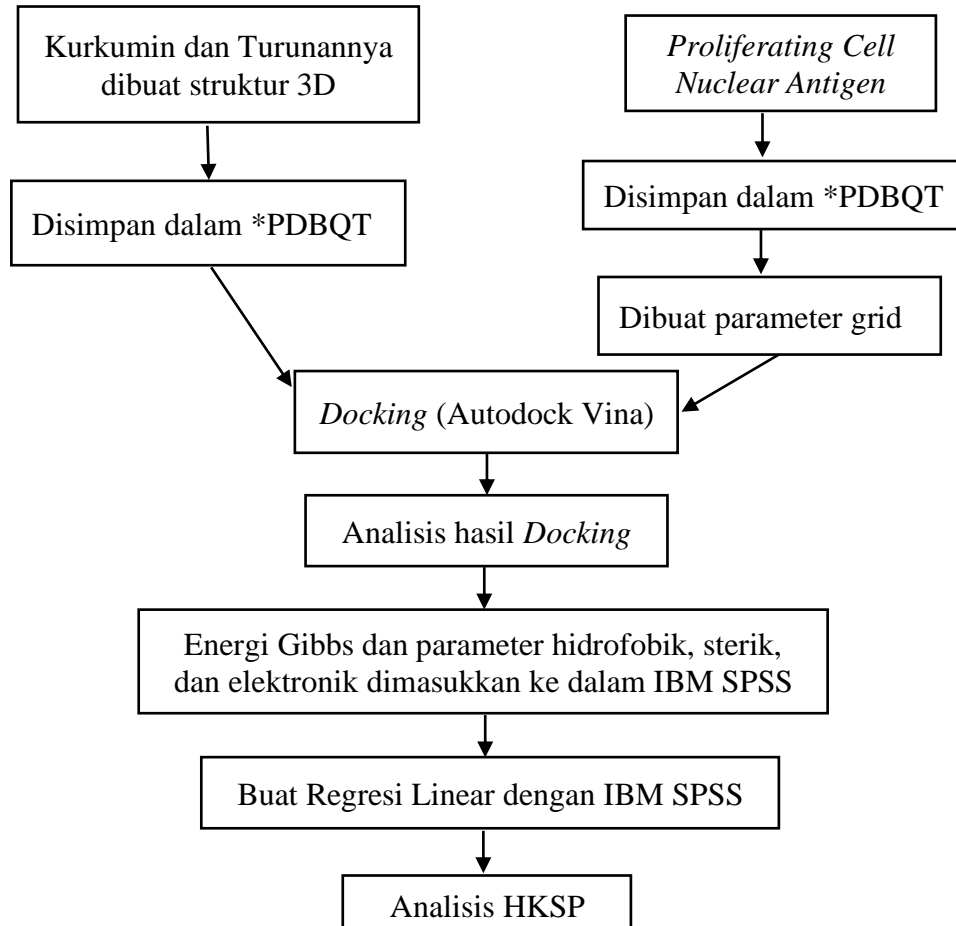 Kurkumin dan Turunannya
dibuat struktur 3D
Proliferating Cell
Nuclear Antigen
Disimpan dalam *PDBQT
Disimpan dalam *PDBQT
Dibuat parameter grid
Docking (Autodock Vina)
Analisis hasil Docking
Energi Gibbs dan parameter hidrofobik, sterik,
dan elektronik dimasukkan ke dalam IBM SPSS
Buat Regresi Linear dengan IBM SPSS
Analisis HKSP